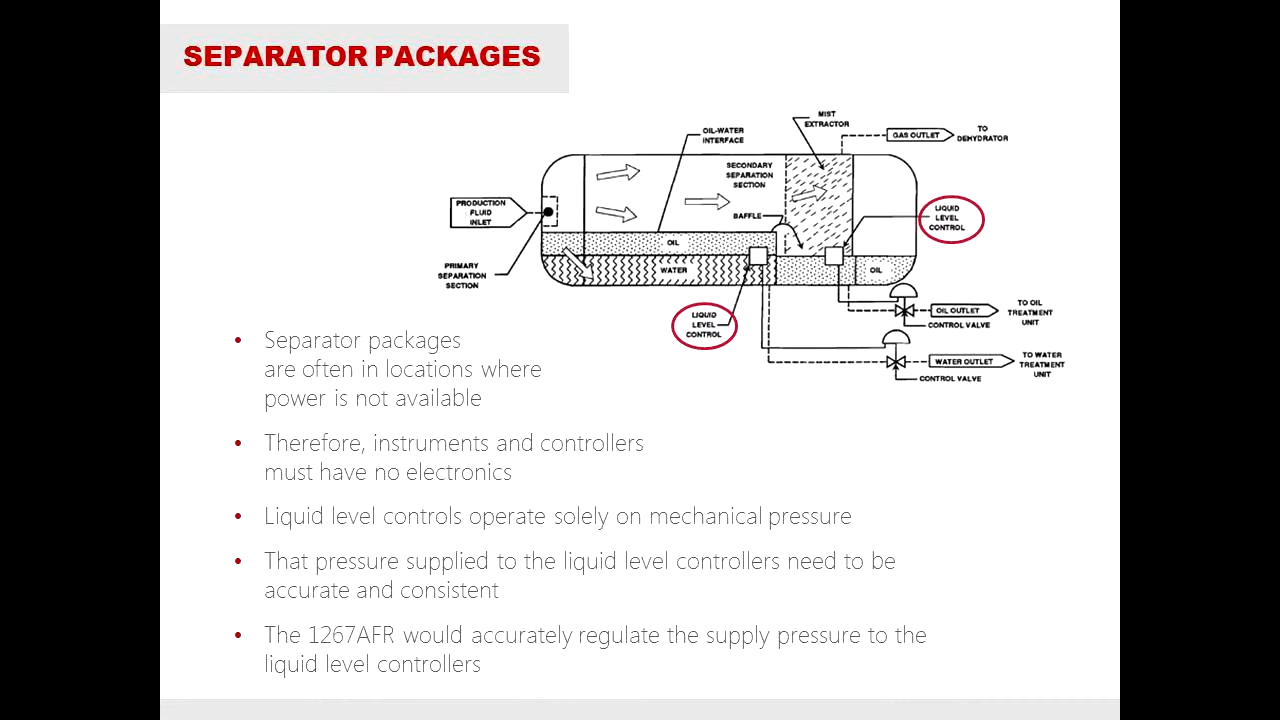 SEPARATOR PACKAGES
MIST
EXTRACTOR
OIL-WATER
INTERFACE
GAS OUTLET
TO
DEHYDRATOR
SECONDARY
SEPARATION
SECTION
PRODUCTION
FLUID
INLET
BAFFLE
LIQUID
LEVEL
CONTROL
OIL
WATER
OIL
PRIMARY
SEPARATION
SECTION
LIQUID
LEVEL
CONTROL
OIL OUTLET
TO OIL
TREATMENT
UNIT
CONTROL VALVE
WATER OUTLET
TO WATER
TREATMENT
UNIT
CONTROL VALVE
• Separator packages
are often in locations where
power is not available
• Therefore, instruments and controllers
must have no electronics
• Liquid level controls operate solely on mechanical pressure
• That pressure supplied to the liquid level controllers need to be
accurate and consistent
• The 1267AFR would accurately regulate the supply pressure to the
liquid level controllers